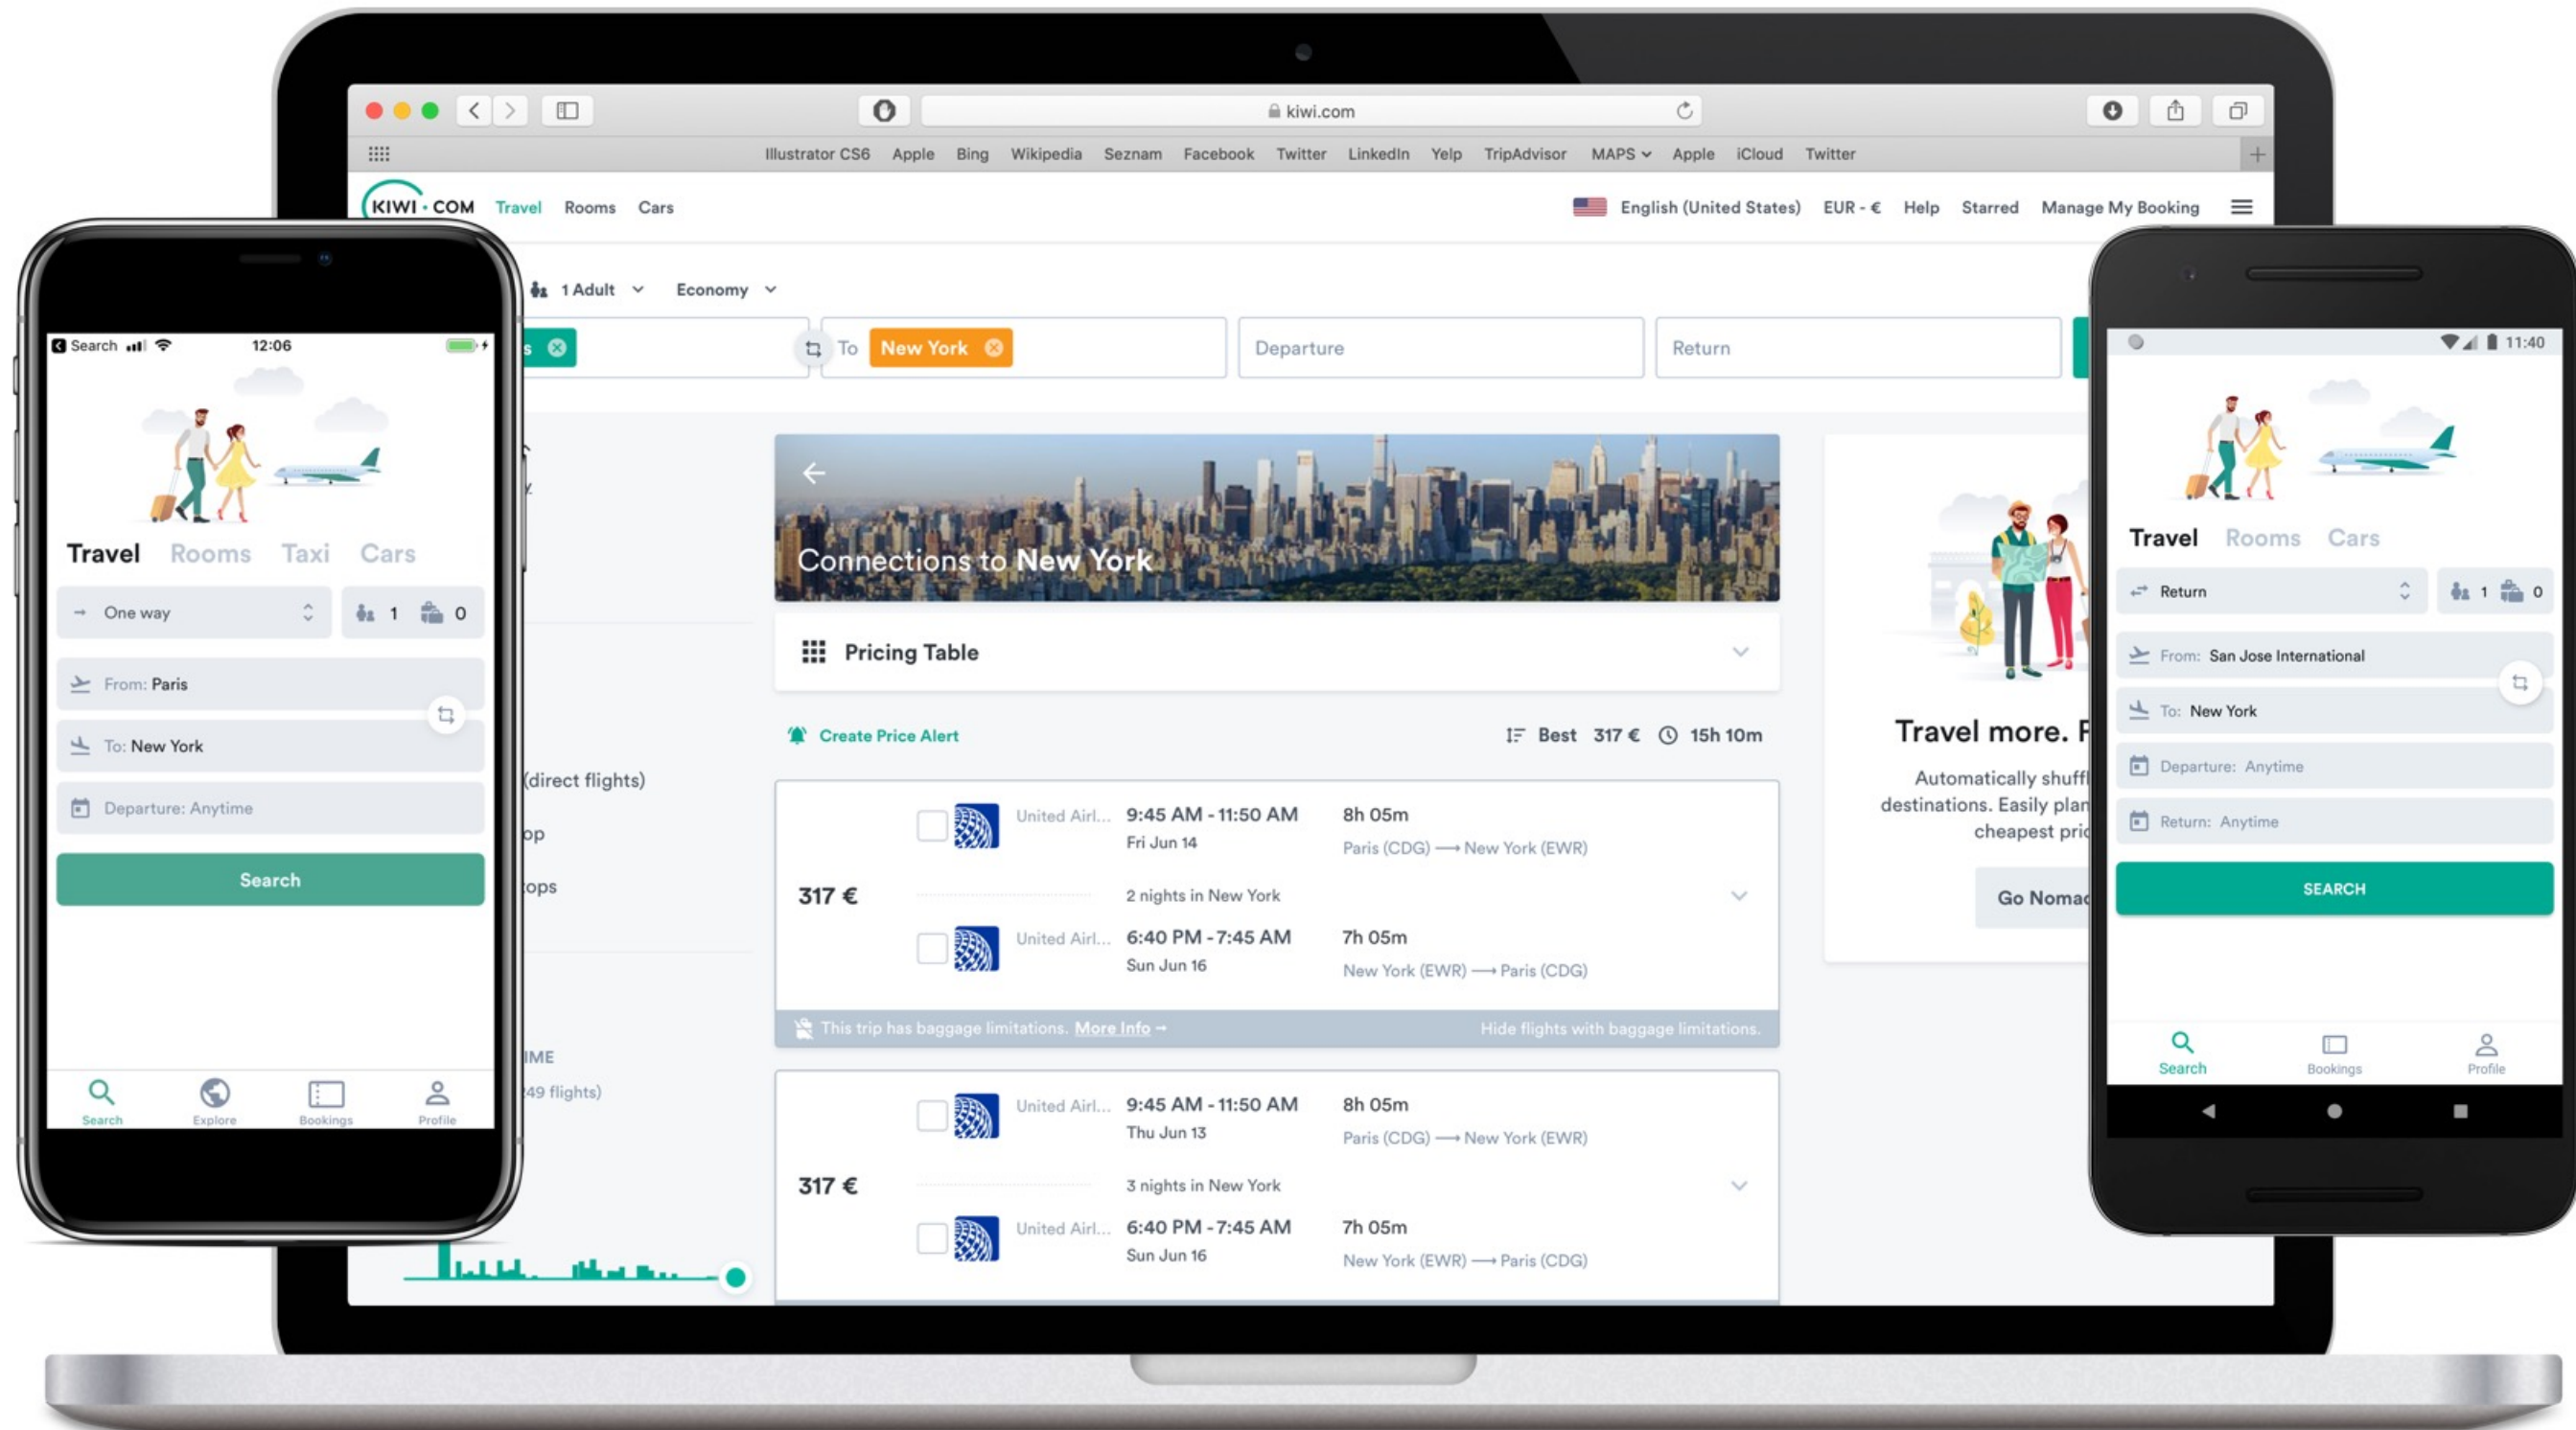 kiwi.com
Illustrator CS6 Apple Bing Wikipedia Seznam Facebook Twitter LinkedIn Yelp TripAdvisor MAPS Apple iCloud Twitter
KIWI·COM Travel Rooms Cars
English (United States) EUR - € Help Starred Manage My Booking
1 Adult Economy
To New York Departure Return
Connections to New York
Pricing Table
Create Price Alert
Best 317 € 15h 10m
(direct flights)
49 flights)
317 €
United Airl... 9:45 AM - 11:50 AM 8h 05m
Fri Jun 14 Paris (CDG) → New York (EWR)
2 nights in New York
United Airl... 6:40 PM - 7:45 AM 7h 05m
Sun Jun 16 New York (EWR) → Paris (CDG)
This trip has baggage limitations. More Info → Hide flights with baggage limitations.
317 €
United Airl... 9:45 AM - 11:50 AM 8h 05m
Thu Jun 13 Paris (CDG) → New York (EWR)
3 nights in New York
United Airl... 6:40 PM - 7:45 AM 7h 05m
Sun Jun 16 New York (EWR) → Paris (CDG)
Travel more.
Automatically
destinations. Easily plan
cheapest
Go
Search 12:06
Travel Rooms Taxi Cars
One way 1 0
From: Paris
To: New York
Departure: Anytime
Search
Search Explore Bookings Profile
11:40
Travel Rooms Cars
Return 1 0
From: San Jose International
To: New York
Departure: Anytime
Return: Anytime
SEARCH
Search Bookings Profile